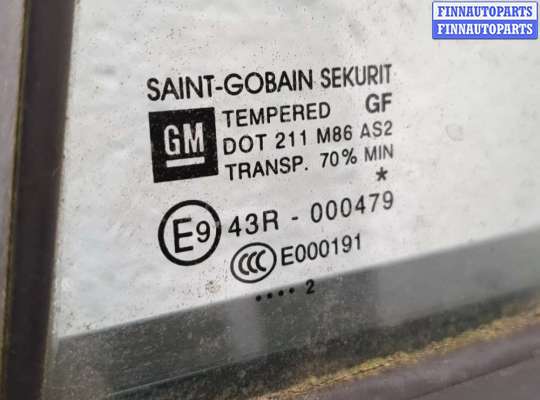 FINNAUTOPARTS
FINNAUTOPARTS
SAINT-GOBAIN SEKURIT
GM
TEMPERED GF
DOT 211 M86 AS2
TRANSP. 70% MIN
*
E9 43R - 000479
CCC E000191
.... 2